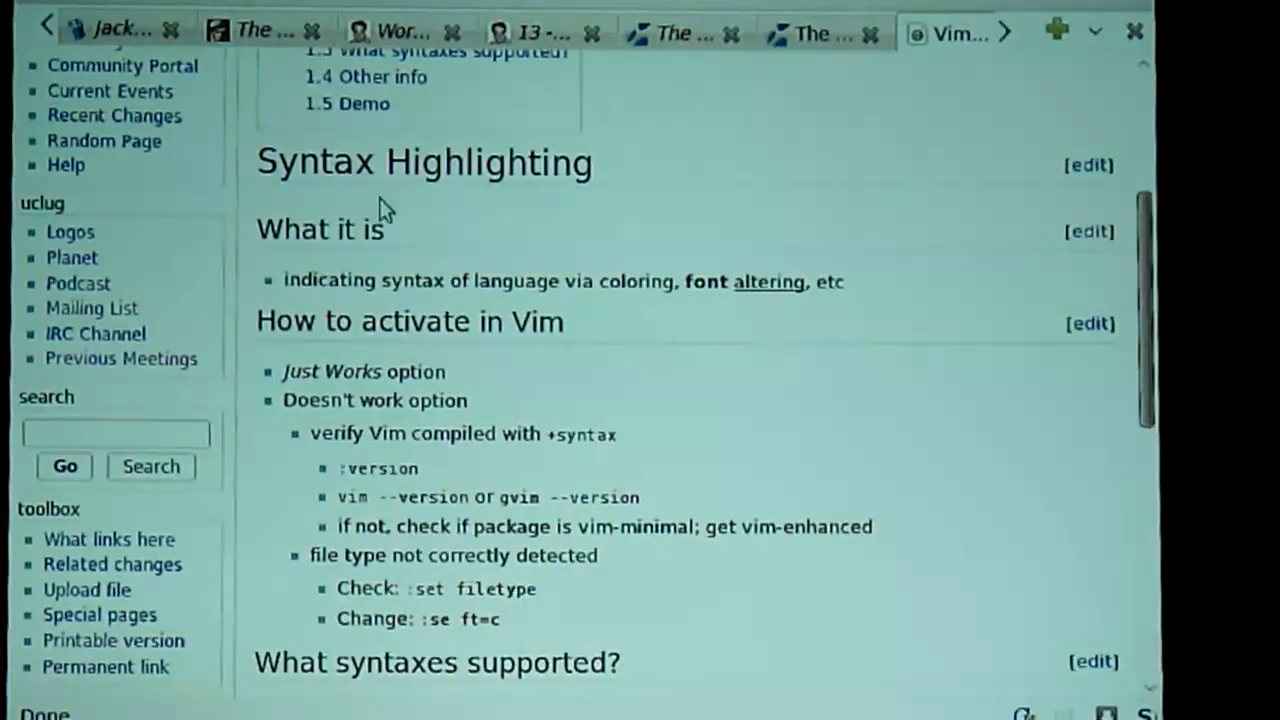 Jack...
The ...
Wor...
13 -...
The ...
The ...
Vim...
1.3 What syntaxes supported?
Community Portal
1.4 Other info
Current Events
1.5 Demo
Recent Changes
Random Page
Help
Syntax Highlighting
[edit]
uclug
Logos
Planet
Podcast
Mailing List
IRC Channel
Previous Meetings
What it is
[edit]
indicating syntax of language via coloring, font altering, etc
How to activate in Vim
[edit]
Just Works option
Doesn't work option
verify Vim compiled with +syntax
:version
vim --version or gvim --version
if not, check if package is vim-minimal; get vim-enhanced
file type not correctly detected
Check: :set filetype
Change: :se ft=c
search
Go
Search
toolbox
What links here
Related changes
Upload file
Special pages
Printable version
Permanent link
What syntaxes supported?
[edit]
Done